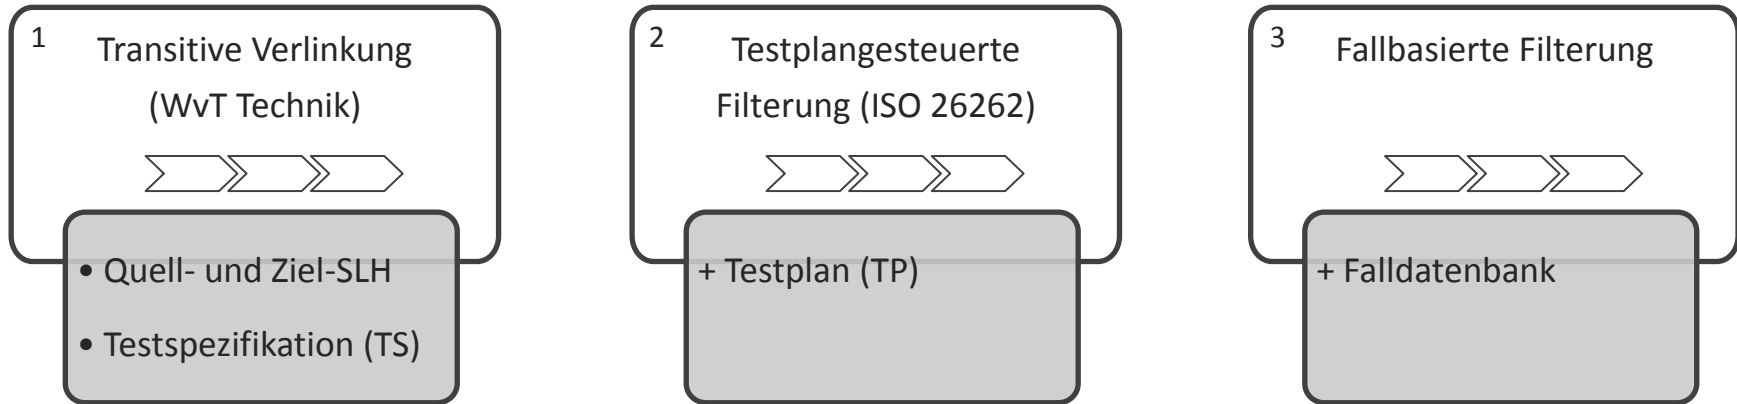 1
Transitive Verlinkung
(WvT Technik)
• Quell- und Ziel-SLH
• Testspezifikation (TS)
2
Testplangesteuerte
Filterung (ISO 26262)
+ Testplan (TP)
3
Fallbasierte Filterung
+ Falldatenbank